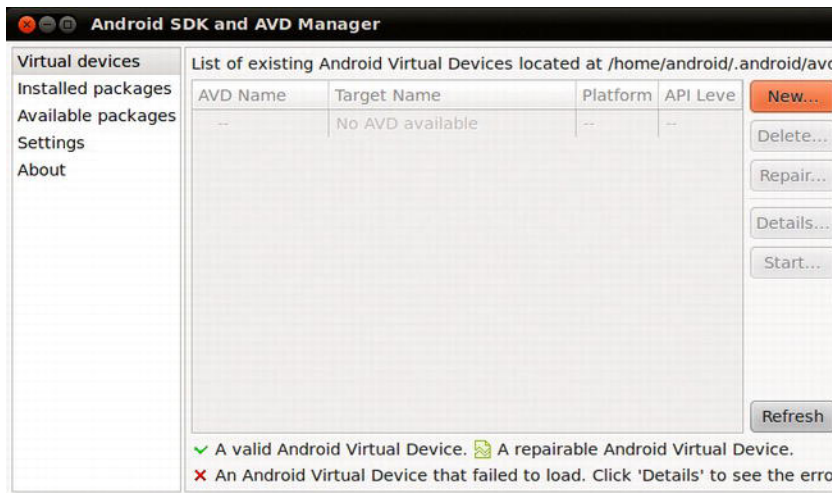 Android SDK and AVD Manager
Virtual devices
Installed packages
Available packages
Settings
About
List of existing Android Virtual Devices located at /home/android/.android/avd
AVD Name Target Name Platform API Leve
-- No AVD available -- --
New...
Delete...
Repair...
Details...
Start...
Refresh
A valid Android Virtual Device. A repairable Android Virtual Device.
An Android Virtual Device that failed to load. Click 'Details' to see the erro